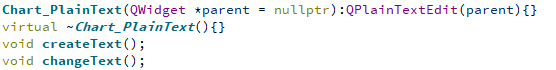 Chart_PlainText(QWidget *parent = nullptr):QPlainTextEdit(parent){}
virtual ~Chart_PlainText(){}
void createText();
void changeText();